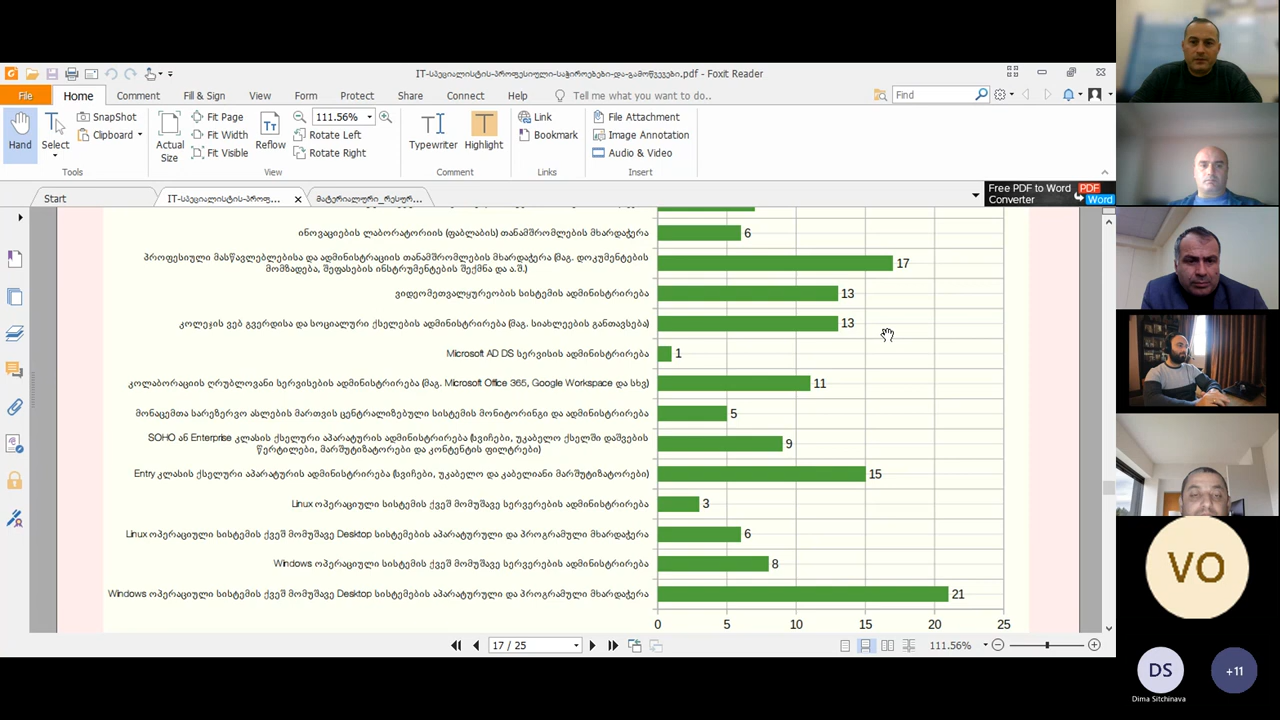 IT-სპეციალისტის-პროფესიული-საჭიროებები-და-გამოწვევები.pdf - Foxit Reader
File Home Comment Fill & Sign View Form Protect Share Connect Help Tell me what you want to do.. Find
SnapShot Fit Page 111.56% Link File Attachment
Clipboard Fit Width Rotate Left Bookmark Image Annotation
Hand Select Actual Size Fit Visible Reflow Rotate Right Typewriter Highlight Audio & Video
Tools View Comment Links Insert
Start IT-სპეციალისტის-პროფ... მატერიალური_რესურ...
Free PDF to Word Converter PDF Word
ინოვაციების ლაბორატორიის (ფაბლაბის) თანამშრომლების მხარდაჭერა 6
პროფესიული მასწავლებლებისა და ადმინისტრაციის თანამშრომლების მხარდაჭერა (მაგ. დოკუმენტების
მომზადება, შეფასების ინსტრუმენტების შექმნა და ა.შ.) 17
ვიდეომეთვალყურეობის სისტემის ადმინისტრირება 13
კოლეჯის ვებ გვერდისა და სოციალური ქსელების ადმინისტრირება (მაგ. სიახლეების განთავსება) 13
Microsoft AD DS სერვისის ადმინისტრირება 1
კოლაბორაციის ღრუბლოვანი სერვისების ადმინისტრირება (მაგ. Microsoft Office 365, Google Workspace და სხვ) 11
მონაცემთა სარეზერვო ასლების მართვის ცენტრალიზებული სისტემის მონიტორინგი და ადმინისტრირება 5
SOHO ან Enterprise კლასის ქსელური აპარატურის ადმინისტრირება (სვიჩები, უკაბელო ქსელში დაშვების
წერტილები, მარშუტიზატორები და კონტენტის ფილტრები) 9
Entry კლასის ქსელური აპარატურის ადმინისტრირება (სვიჩები, უკაბელო და კაბელიანი მარშუტიზატორები) 15
Linux ოპერაციული სისტემის ქვეშ მომუშავე სერვერების ადმინისტრირება 3
Linux ოპერაციული სისტემის ქვეშ მომუშავე Desktop სისტემების აპარატურული და პროგრამული მხარდაჭერა 6
Windows ოპერაციული სისტემის ქვეშ მომუშავე სერვერების ადმინისტრირება 8
Windows ოპერაციული სისტემის ქვეშ მომუშავე Desktop სისტემების აპარატურული და პროგრამული მხარდაჭერა 21
0 5 10 15 20 25
17 / 25 111.56%
VO
DS +11
Dima Sitchinava